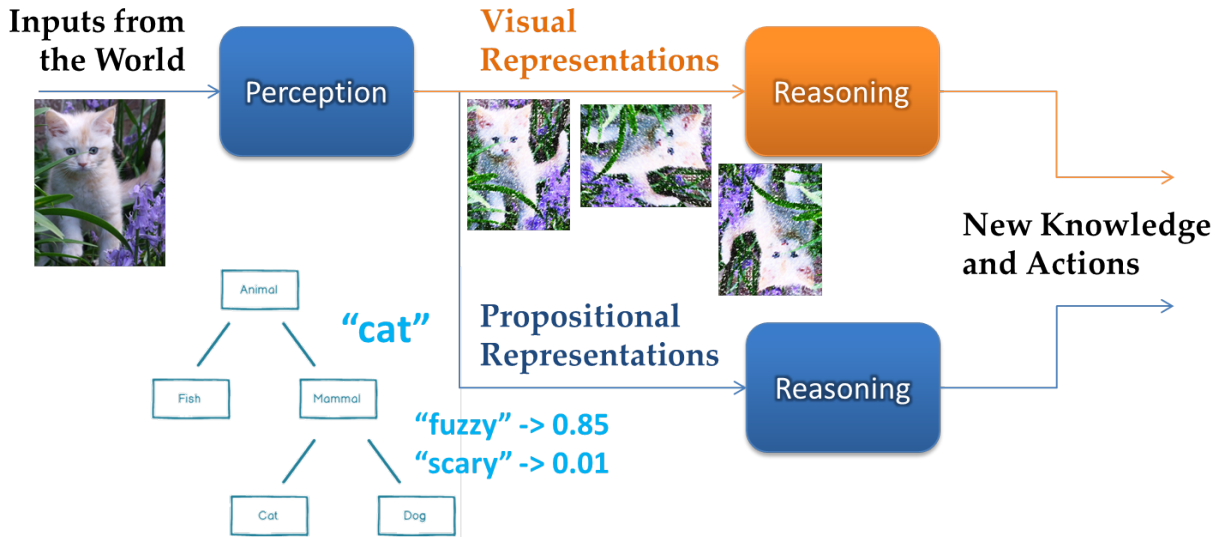 Inputs from
the World
Perception
Visual
Representations
Reasoning
New Knowledge
and Actions
Animal
Fish
Mammal
Cat
Dog
“cat”
“fuzzy” -> 0.85
“scary” -> 0.01
Propositional
Representations
Reasoning